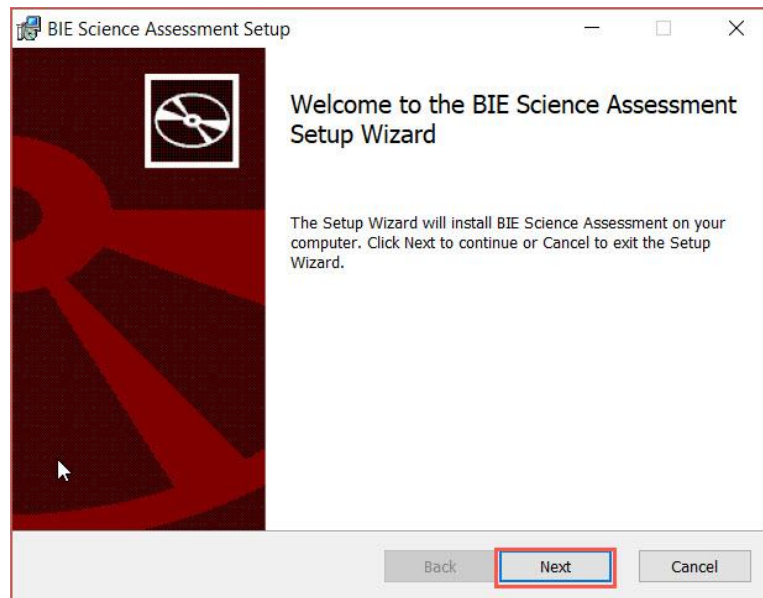 BIE Science Assessment Setup
Welcome to the BIE Science Assessment
Setup Wizard
The Setup Wizard will install BIE Science Assessment on your
computer. Click Next to continue or Cancel to exit the Setup
Wizard.
Back Next Cancel